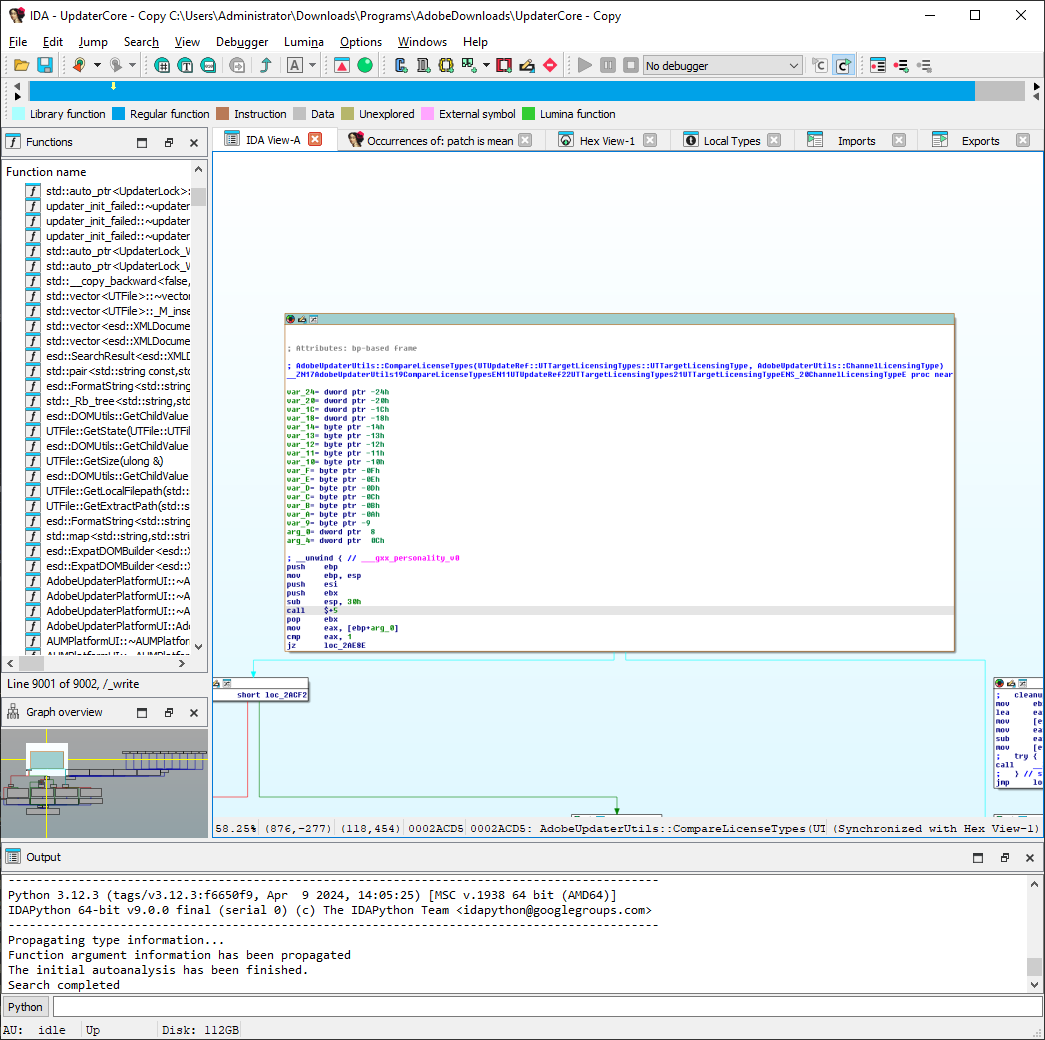 IDA - UpdaterCore - Copy C:\Users\Administrator\Downloads\Programs\AdobeDownloads\UpdaterCore - Copy
File Edit Jump Search View Debugger Lumina Options Windows Help
No debugger
Library function Regular function Instruction Data Unexplored External symbol Lumina function
Functions
IDA View-A Occurrences of: patch is mean Hex View-1 Local Types Imports Exports
Function name
std::auto_ptr<UpdaterLock>:
updater_init_failed::~updater
updater_init_failed::~updater
updater_init_failed::~updater
std::auto_ptr<UpdaterLock_W
std::auto_ptr<UpdaterLock_W
std::__copy_backward<false,
std::vector<UTFile>::~vector
std::vector<UTFile>::_M_inse
std::vector<esd::XMLDocume
std::vector<esd::XMLDocume
esd::SearchResult<esd::XMLD
std::pair<std::string const,std
esd::FormatString<std::string
std::_Rb_tree<std::string,std
esd::DOMUtils::GetChildValue
UTFile::GetState(UTFile::UTFil
esd::DOMUtils::GetChildValue
UTFile::GetSize(ulong &)
esd::DOMUtils::GetChildValue
UTFile::GetLocalFilepath(std::
UTFile::GetExtractPath(std::s
esd::FormatString<std::string
std::map<std::string,std::stri
esd::ExpatDOMBuilder<esd::X
esd::ExpatDOMBuilder<esd::X
AdobeUpdaterPlatformUI::~A
AdobeUpdaterPlatformUI::~A
AdobeUpdaterPlatformUI::~A
AdobeUpdaterPlatformUI::Ado
AUMPlatformUI::~AUMPlatfor
AUMPlatformUI::~AUMPlatfor
Line 9001 of 9002, /_write
Graph overview
; Attributes: bp-based frame
; AdobeUpdaterUtils::CompareLicenseTypes(UTUpdateRef::UTTargetLicensingTypes::UTTargetLicensingType, AdobeUpdaterUtils::ChannelLicensingType)
__ZN17AdobeUpdaterUtils19CompareLicenseTypesEN11UTUpdateRef22UTTargetLicensingTypes21UTTargetLicensingTypeENS_20ChannelLicensingTypeE proc near
var_24= dword ptr -24h
var_20= dword ptr -20h
var_1C= dword ptr -1Ch
var_18= dword ptr -18h
var_14= byte ptr -14h
var_13= byte ptr -13h
var_12= byte ptr -12h
var_11= byte ptr -11h
var_10= byte ptr -10h
var_F= byte ptr -0Fh
var_E= byte ptr -0Eh
var_D= byte ptr -0Dh
var_C= byte ptr -0Ch
var_B= byte ptr -0Bh
var_A= byte ptr -0Ah
var_9= byte ptr -9
arg_0= dword ptr 8
arg_4= dword ptr 0Ch
; __unwind { // ___gxx_personality_v0
push ebp
mov ebp, esp
push esi
push ebx
sub esp, 30h
call $+5
pop ebx
mov eax, [ebp+arg_0]
cmp eax, 1
jz loc_2AE8E
short loc_2ACF2
; cleanu
mov eb
lea ea
mov [e
mov ea
sub ea
mov [e
; try {
call __
; } // s
jmp lo
58.25% (876,-277) (118,454) 0002ACD5 0002ACD5: AdobeUpdaterUtils::CompareLicenseTypes(UT (Synchronized with Hex View-1)
Output
Python 3.12.3 (tags/v3.12.3:f6650f9, Apr 9 2024, 14:05:25) [MSC v.1938 64 bit (AMD64)]
IDAPython 64-bit v9.0.0 final (serial 0) (c) The IDAPython Team <idapython@googlegroups.com>
Propagating type information...
Function argument information has been propagated
The initial autoanalysis has been finished.
Search completed
Python
AU: idle Up Disk: 112GB